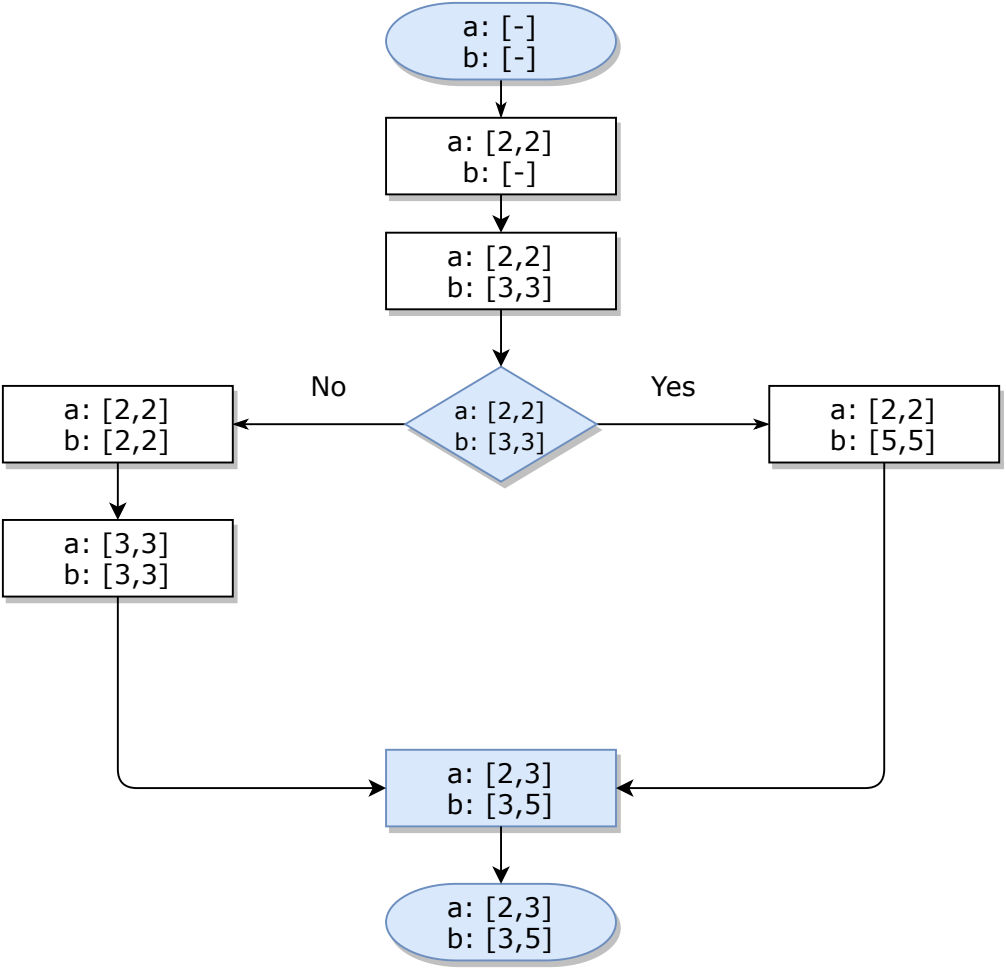 a: [-]
b: [-]
a: [2,2]
b: [-]
a: [2,2]
b: [3,3]
No
Yes
a: [2,2]
b: [2,2]
a: [2,2]
b: [3,3]
a: [2,2]
b: [5,5]
a: [3,3]
b: [3,3]
a: [2,3]
b: [3,5]
a: [2,3]
b: [3,5]